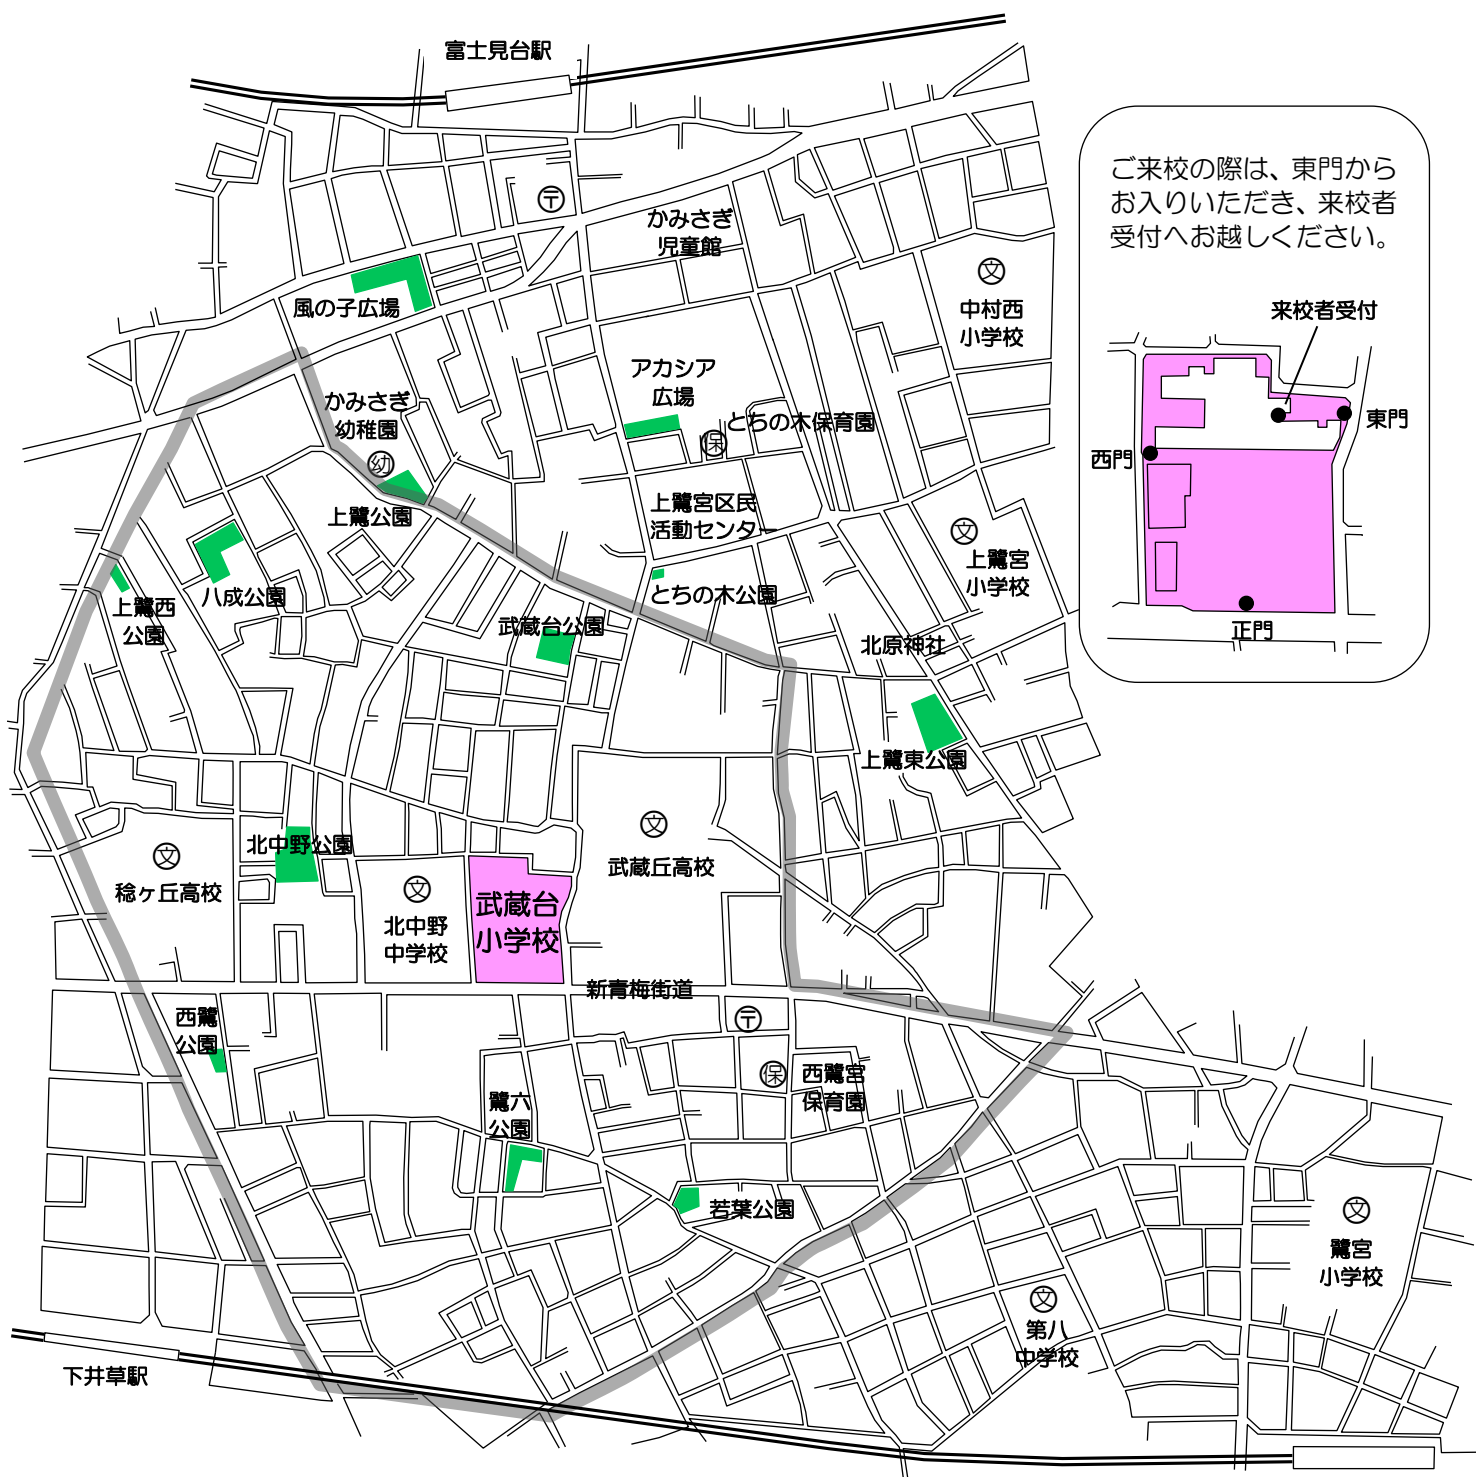 富士見台駅
〒
かみさぎ
児童館
ご来校の際は、東門から
お入りいただき、来校者
受付へお越しください。
文
中村西
小学校
風の子広場
来校者受付
アカシア
広場
かみさぎ
幼稚園
幼
とちの木保育園
保
東門
西門
上鷺公園
上鷺宮区民
活動センター
文
上鷺宮
小学校
八成公園
上鷺西
公園
とちの木公園
武蔵台公園
正門
北原神社
上鷺東公園
北中野公園
文
稔ヶ丘高校
文
北中野
中学校
武蔵台
小学校
文
武蔵丘高校
新青梅街道
西鷺
公園
〒
保
西鷺宮
保育園
鷺六
公園
若葉公園
文
鷺宮
小学校
文
第八
中学校
下井草駅